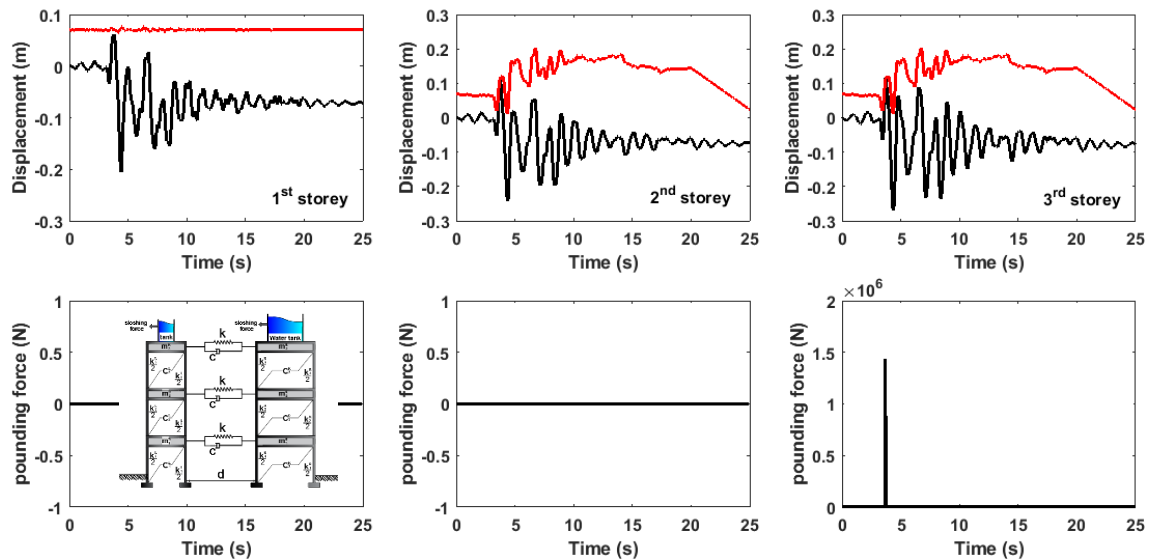 0.1
0
-0.1
-0.2
-0.3
Displacement (m)
1st storey
0 5 10 15 20 25
Time (s)
0.3
0.2
0.1
0
-0.1
-0.2
-0.3
Displacement (m)
2nd storey
0 5 10 15 20 25
Time (s)
0.3
0.2
0.1
0
-0.1
-0.2
-0.3
Displacement (m)
3rd storey
0 5 10 15 20 25
Time (s)
1
0.5
0
-0.5
-1
pounding force (N)
sloshing
force
tank
sloshing
force
Water tank
k
c
k
c
k
c
d
0 5 10 15 20 25
Time (s)
1
0.5
0
-0.5
-1
pounding force (N)
0 5 10 15 20 25
Time (s)
×10^6
2
1.5
1
0.5
0
pounding force (N)
0 5 10 15 20 25
Time (s)